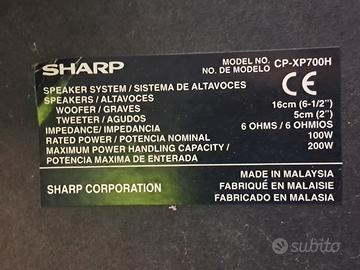 SHARP
MODEL NO. CP-XP700H
NO. DE MODELO
CE
SPEAKER SYSTEM / SISTEMA DE ALTAVOCES
SPEAKERS / ALTAVOCES
WOOFER / GRAVES 16cm (6-1/2")
TWEETER / AGUDOS 5cm (2")
IMPEDANCE/ IMPEDANCIA 6 OHMS / 6 OHMIOS
RATED POWER / POTENCIA NOMINAL 100W
MAXIMUM POWER HANDLING CAPACITY / 200W
POTENCIA MAXIMA DE ENTERADA
SHARP CORPORATION
MADE IN MALAYSIA
FABRIQUÉ EN MALAISIE
FABRICADO EN MALASIA
subito